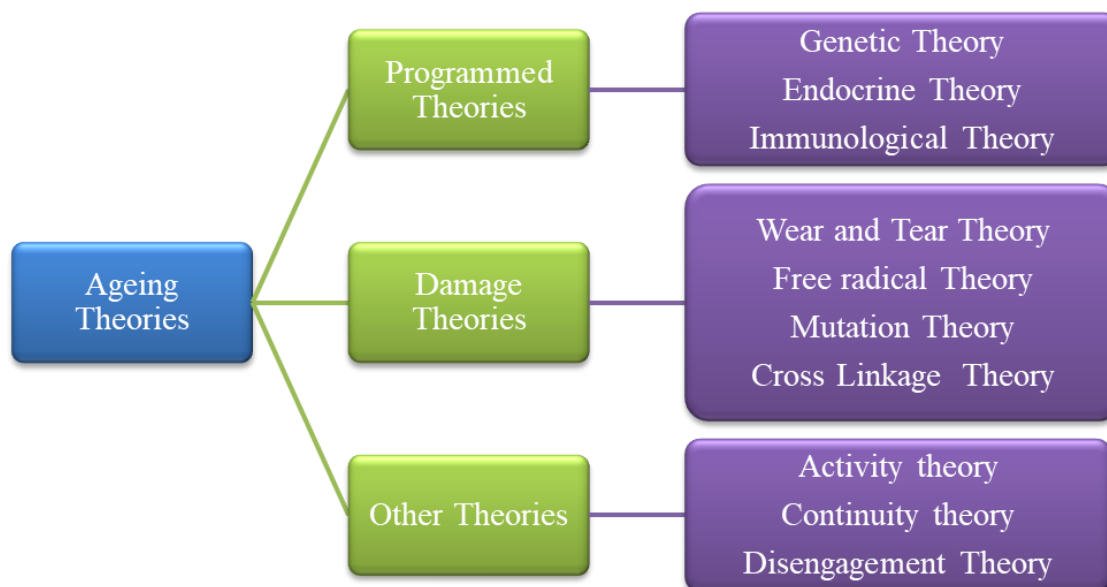 Ageing
Theories
Programmed
Theories
Genetic Theory
Endocrine Theory
Immunological Theory
Damage
Theories
Wear and Tear Theory
Free radical Theory
Mutation Theory
Cross Linkage Theory
Other Theories
Activity theory
Continuity theory
Disengagement Theory